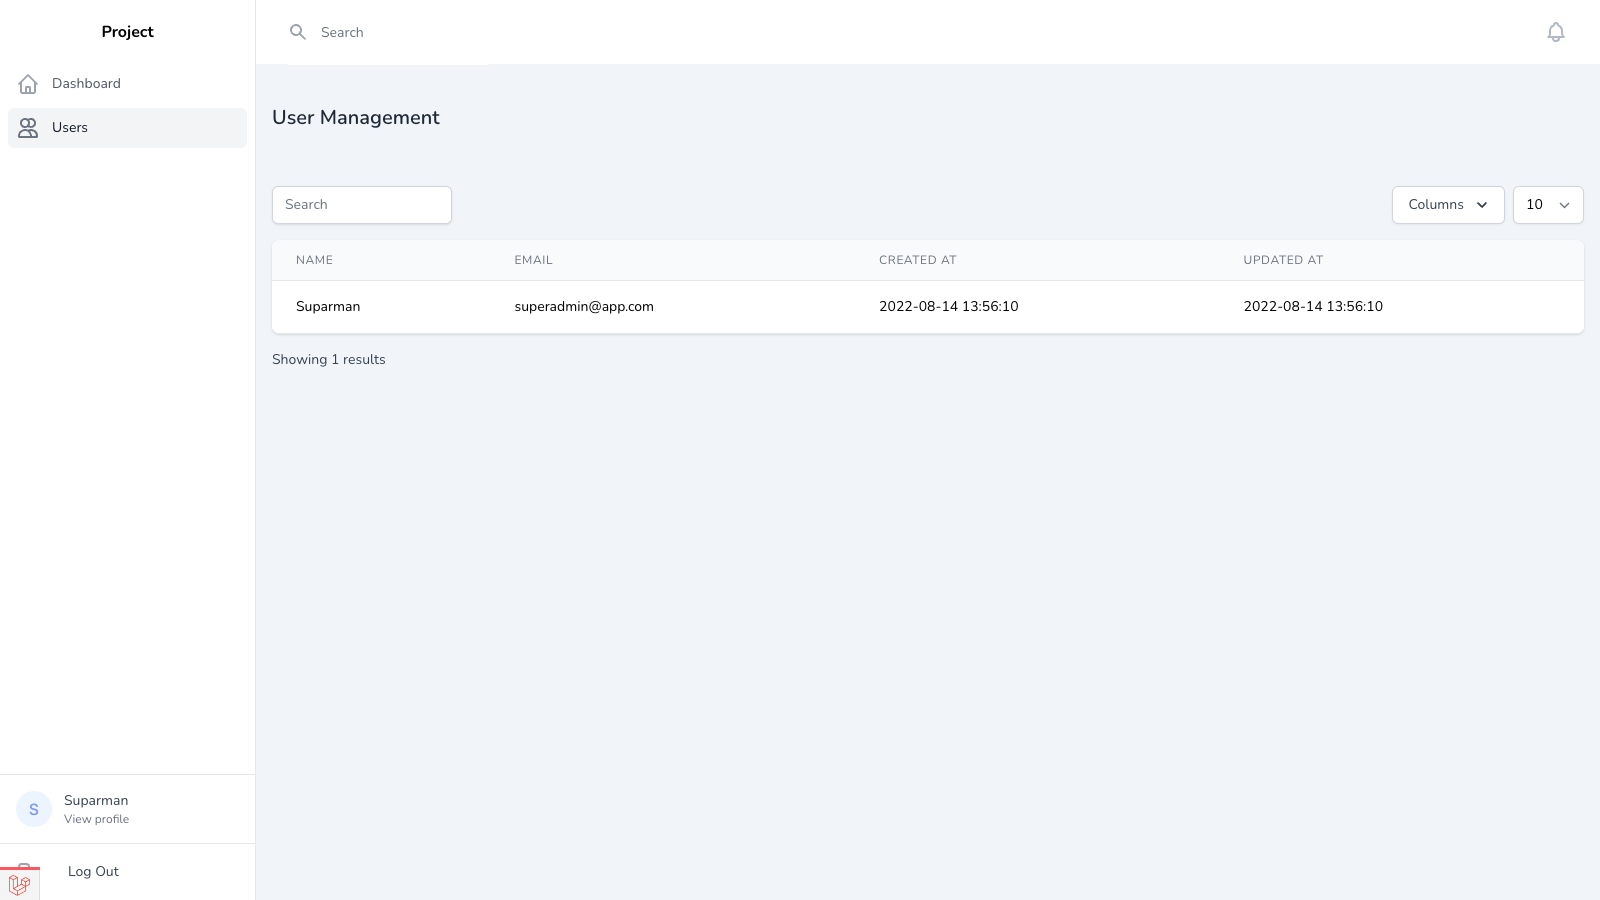 Project
Search
Dashboard
Users
User Management
Search
Columns
10
NAME EMAIL CREATED AT UPDATED AT
Suparman superadmin@app.com 2022-08-14 13:56:10 2022-08-14 13:56:10
Showing 1 results
S
Suparman
View profile
Log Out